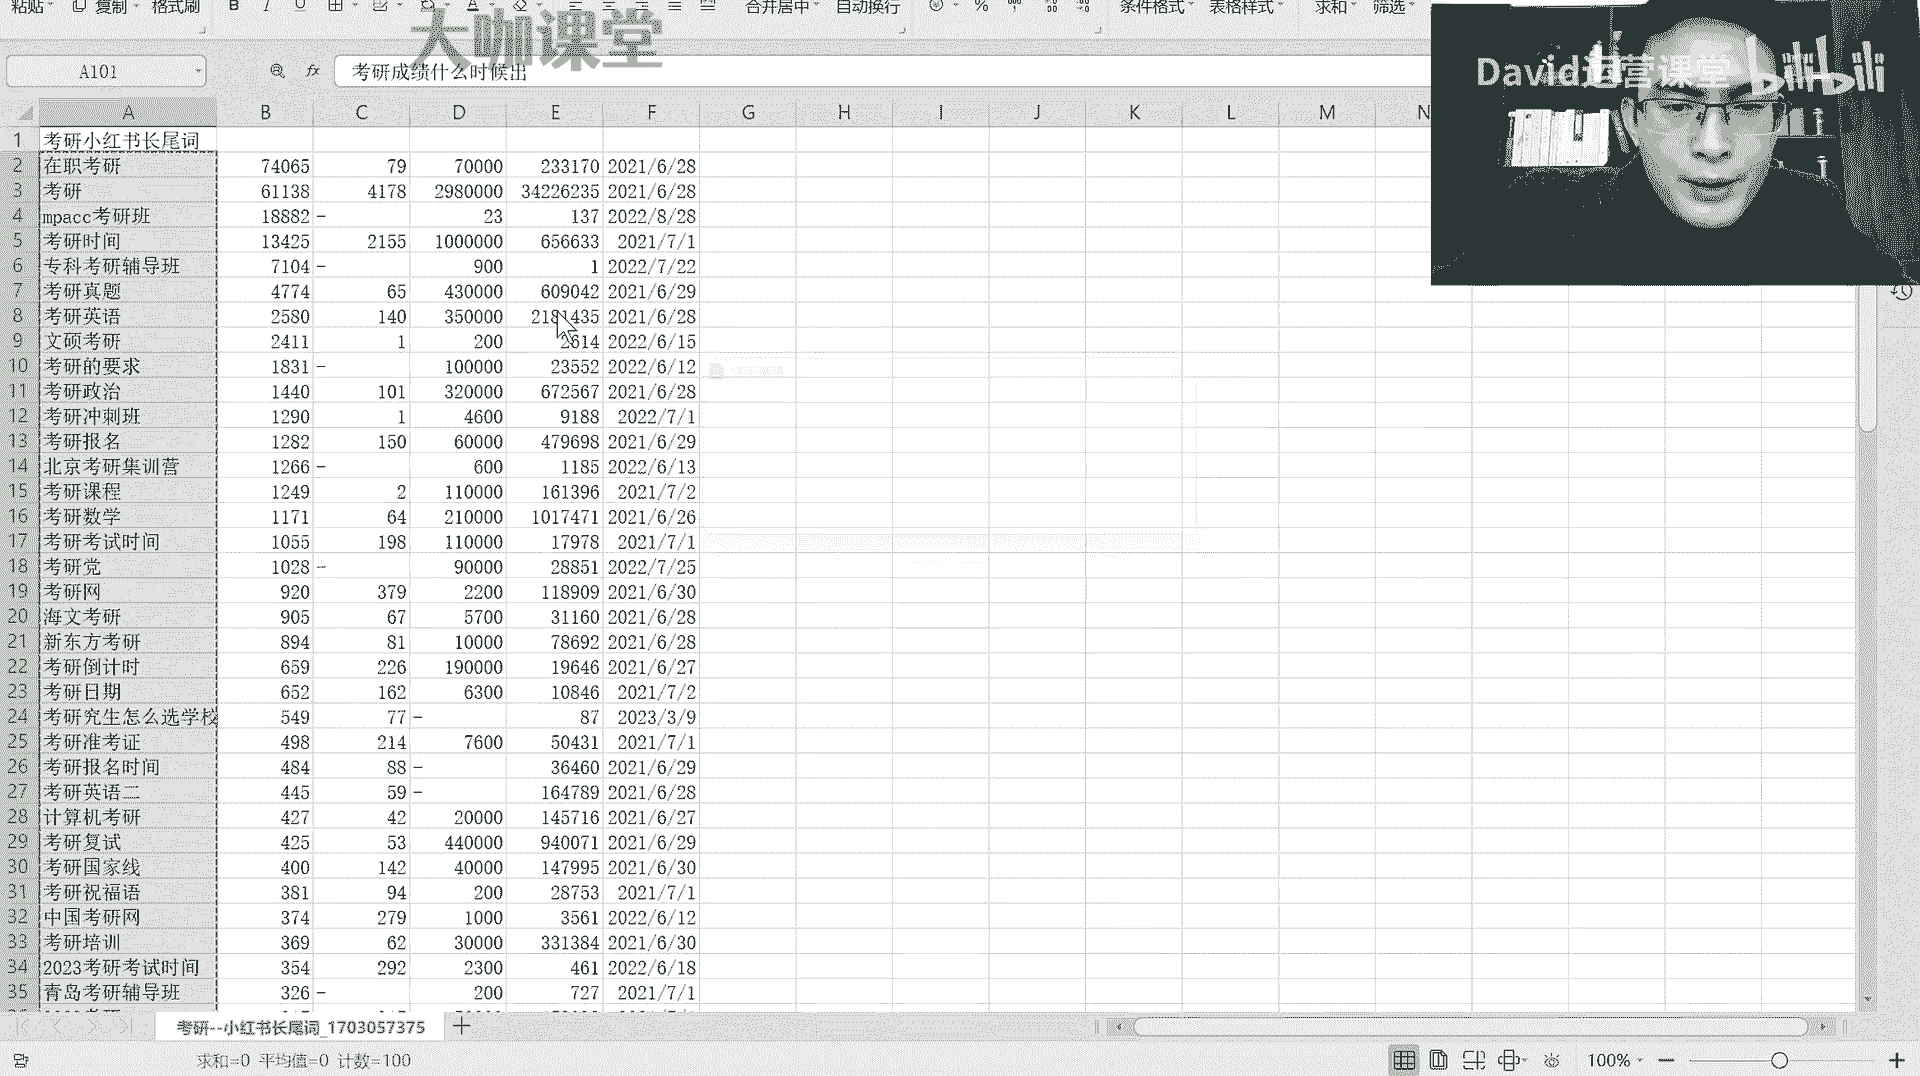 粘贴 复制 格式刷 B I U A 合并居中 自动换行 % 条件格式 表格样式 求和 筛选
大咖课堂
David运营课堂 bilibili
A101 fx 考研成绩什么时候出
A B C D E F G H I J K L M N
1 考研小红书长尾词
2 在职考研 74065 79 70000 233170 2021/6/28
3 考研 61138 4178 2980000 34226235 2021/6/28
4 mpacc考研班 18882 - 23 137 2022/8/28
5 考研时间 13425 2155 1000000 656633 2021/7/1
6 专科考研辅导班 7104 - 900 1 2022/7/22
7 考研真题 4774 65 430000 609042 2021/6/29
8 考研英语 2580 140 350000 2021/6/28
9 文硕考研 2411 1 200 2614 2022/6/15
10 考研的要求 1831 - 100000 23552 2022/6/12
11 考研政治 1440 101 320000 672567 2021/6/28
12 考研冲刺班 1290 1 4600 9188 2022/7/1
13 考研报名 1282 150 60000 479698 2021/6/29
14 北京考研集训营 1266 - 600 1185 2022/6/13
15 考研课程 1249 2 110000 161396 2021/7/2
16 考研数学 1171 64 210000 1017471 2021/6/26
17 考研考试时间 1055 198 110000 17978 2021/7/1
18 考研党 1028 - 90000 28851 2022/7/25
19 考研网 920 379 2200 118909 2021/6/30
20 海文考研 905 67 5700 31160 2021/6/28
21 新东方考研 894 81 10000 78692 2021/6/28
22 考研倒计时 659 226 190000 19646 2021/6/27
23 考研日期 652 162 6300 10846 2021/7/2
24 考研究生怎么选学校 549 77 - 87 2023/3/9
25 考研准考证 498 214 7600 50431 2021/7/1
26 考研报名时间 484 88 - 36460 2021/6/29
27 考研英语二 445 59 - 164789 2021/6/28
28 计算机考研 427 42 20000 145716 2021/6/27
29 考研复试 425 53 440000 940071 2021/6/29
30 考研国家线 400 142 40000 147995 2021/6/30
31 考研祝福语 381 94 200 28753 2021/7/1
32 中国考研网 374 279 1000 3561 2022/6/12
33 考研培训 369 62 30000 331384 2021/6/30
34 2023考研考试时间 354 292 2300 461 2022/6/18
35 青岛考研辅导班 326 - 200 727 2021/7/1
考研--小红书长尾词_1703057375
求和=0 平均值=0 计数=100 100%